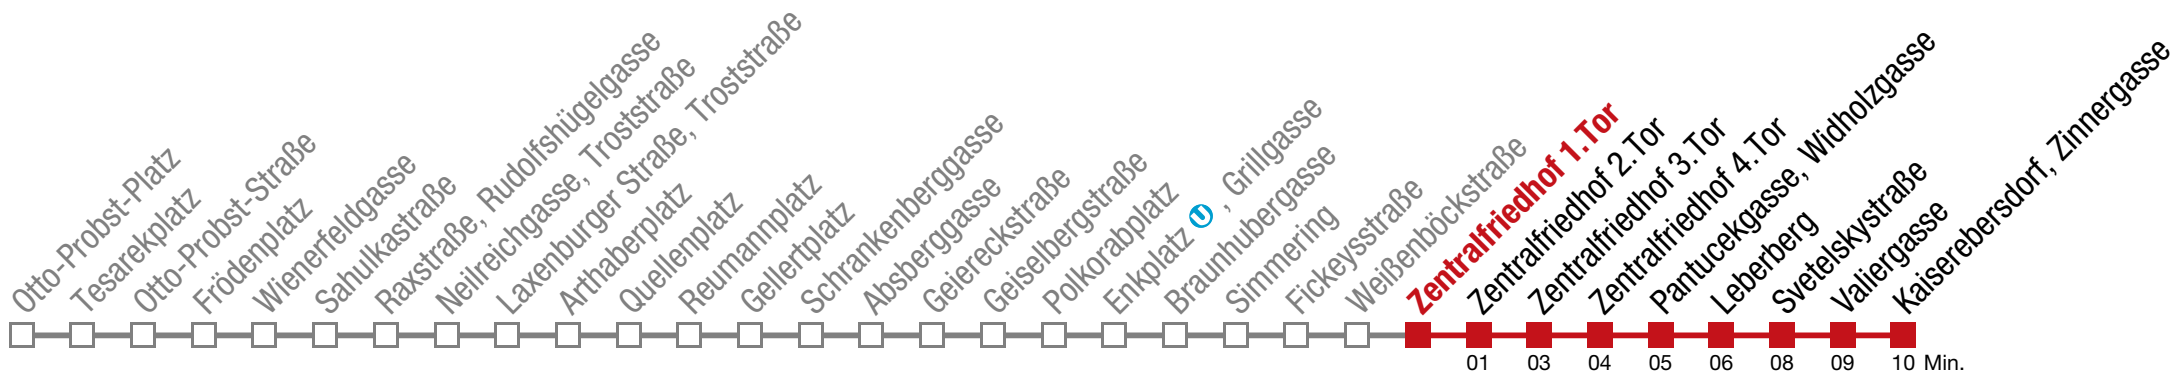 Otto-Probst-Platz
Tesarekplatz
Otto-Probst-Straße
Frödenplatz
Wienerfeldgasse
Sahulkastraße
Raxstraße, Rudolfshügelgasse
Neilreichgasse, Troststraße
Laxenburger Straße, Troststraße
Arthaberplatz
Quellenplatz
Reumannplatz
Gellertplatz
Schrankenberggasse
Absberggasse
Geiereckstraße
Geiselbergstraße
Polkorabplatz
Enkplatz U , Grillgasse
Braunhubergasse
Simmering
Fickeysstraße
Weißenböckstraße
Zentralfriedhof 1.Tor
Zentralfriedhof 2.Tor
Zentralfriedhof 3.Tor
Zentralfriedhof 4.Tor
Pantucekgasse, Widholzgasse
Leberberg
Svetelskystraße
Valiergasse
Kaiserebersdorf, Zinnergasse
01 03 04 05 06 08 09 10 Min.